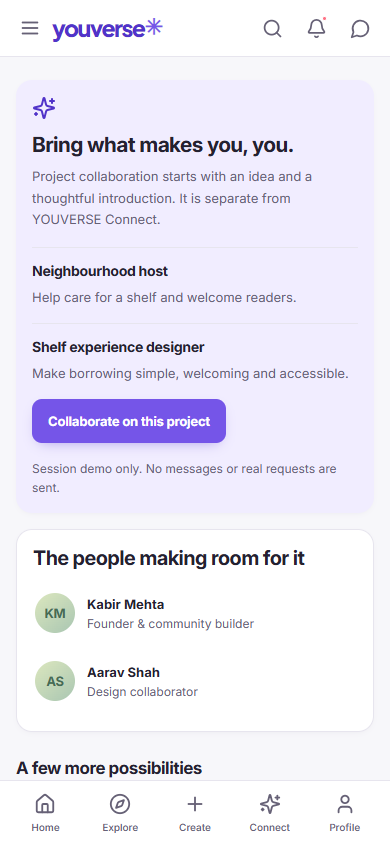 youverse
Bring what makes you, you.
Project collaboration starts with an idea and a
thoughtful introduction. It is separate from
YOUVERSE Connect.
Neighbourhood host
Help care for a shelf and welcome readers.
Shelf experience designer
Make borrowing simple, welcoming and accessible.
Collaborate on this project
Session demo only. No messages or real requests are
sent.
The people making room for it
KM
Kabir Mehta
Founder & community builder
AS
Aarav Shah
Design collaborator
A few more possibilities
Home Explore Create Connect Profile